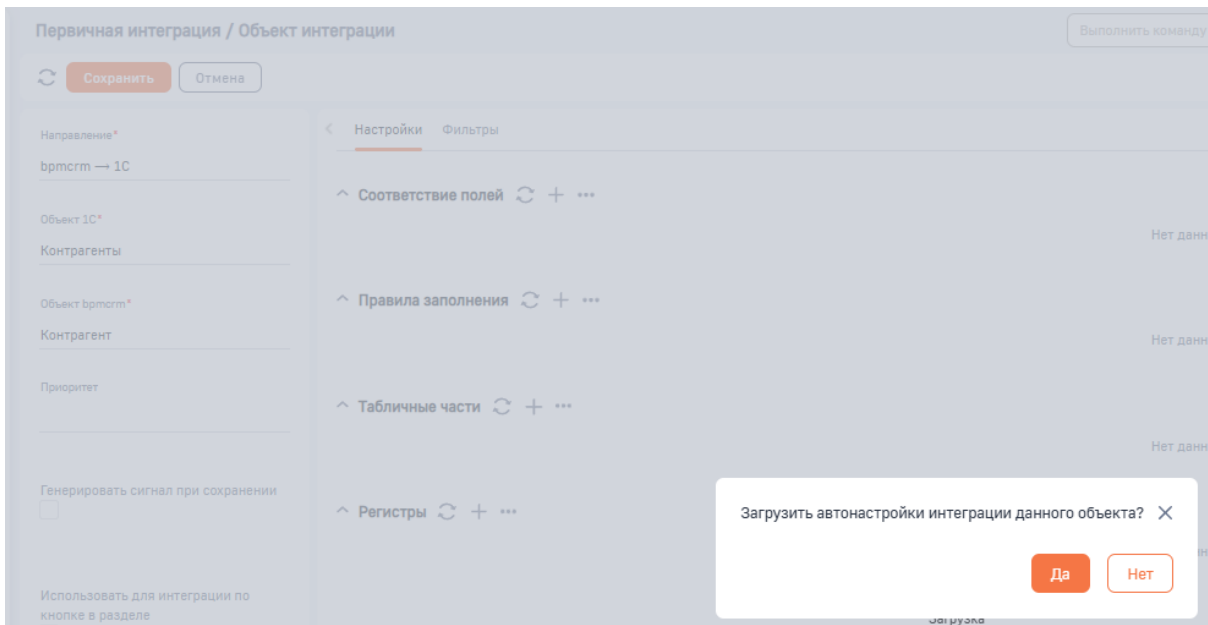 Первичная интеграция / Объект интеграции
Выполнить команду
Сохранить
Отмена
Направление*
bpmcrm → 1С
Объект 1С*
Контрагенты
Объект bpmcrm*
Контрагент
Приоритет
Генерировать сигнал при сохранении
Использовать для интеграции по
кнопке в разделе
Настройки Фильтры
Соответствие полей
Нет данн
Правила заполнения
Нет данн
Табличные части
Нет данн
Регистры
Загрузить автонастройки интеграции данного объекта?
Да
Нет
Загрузка